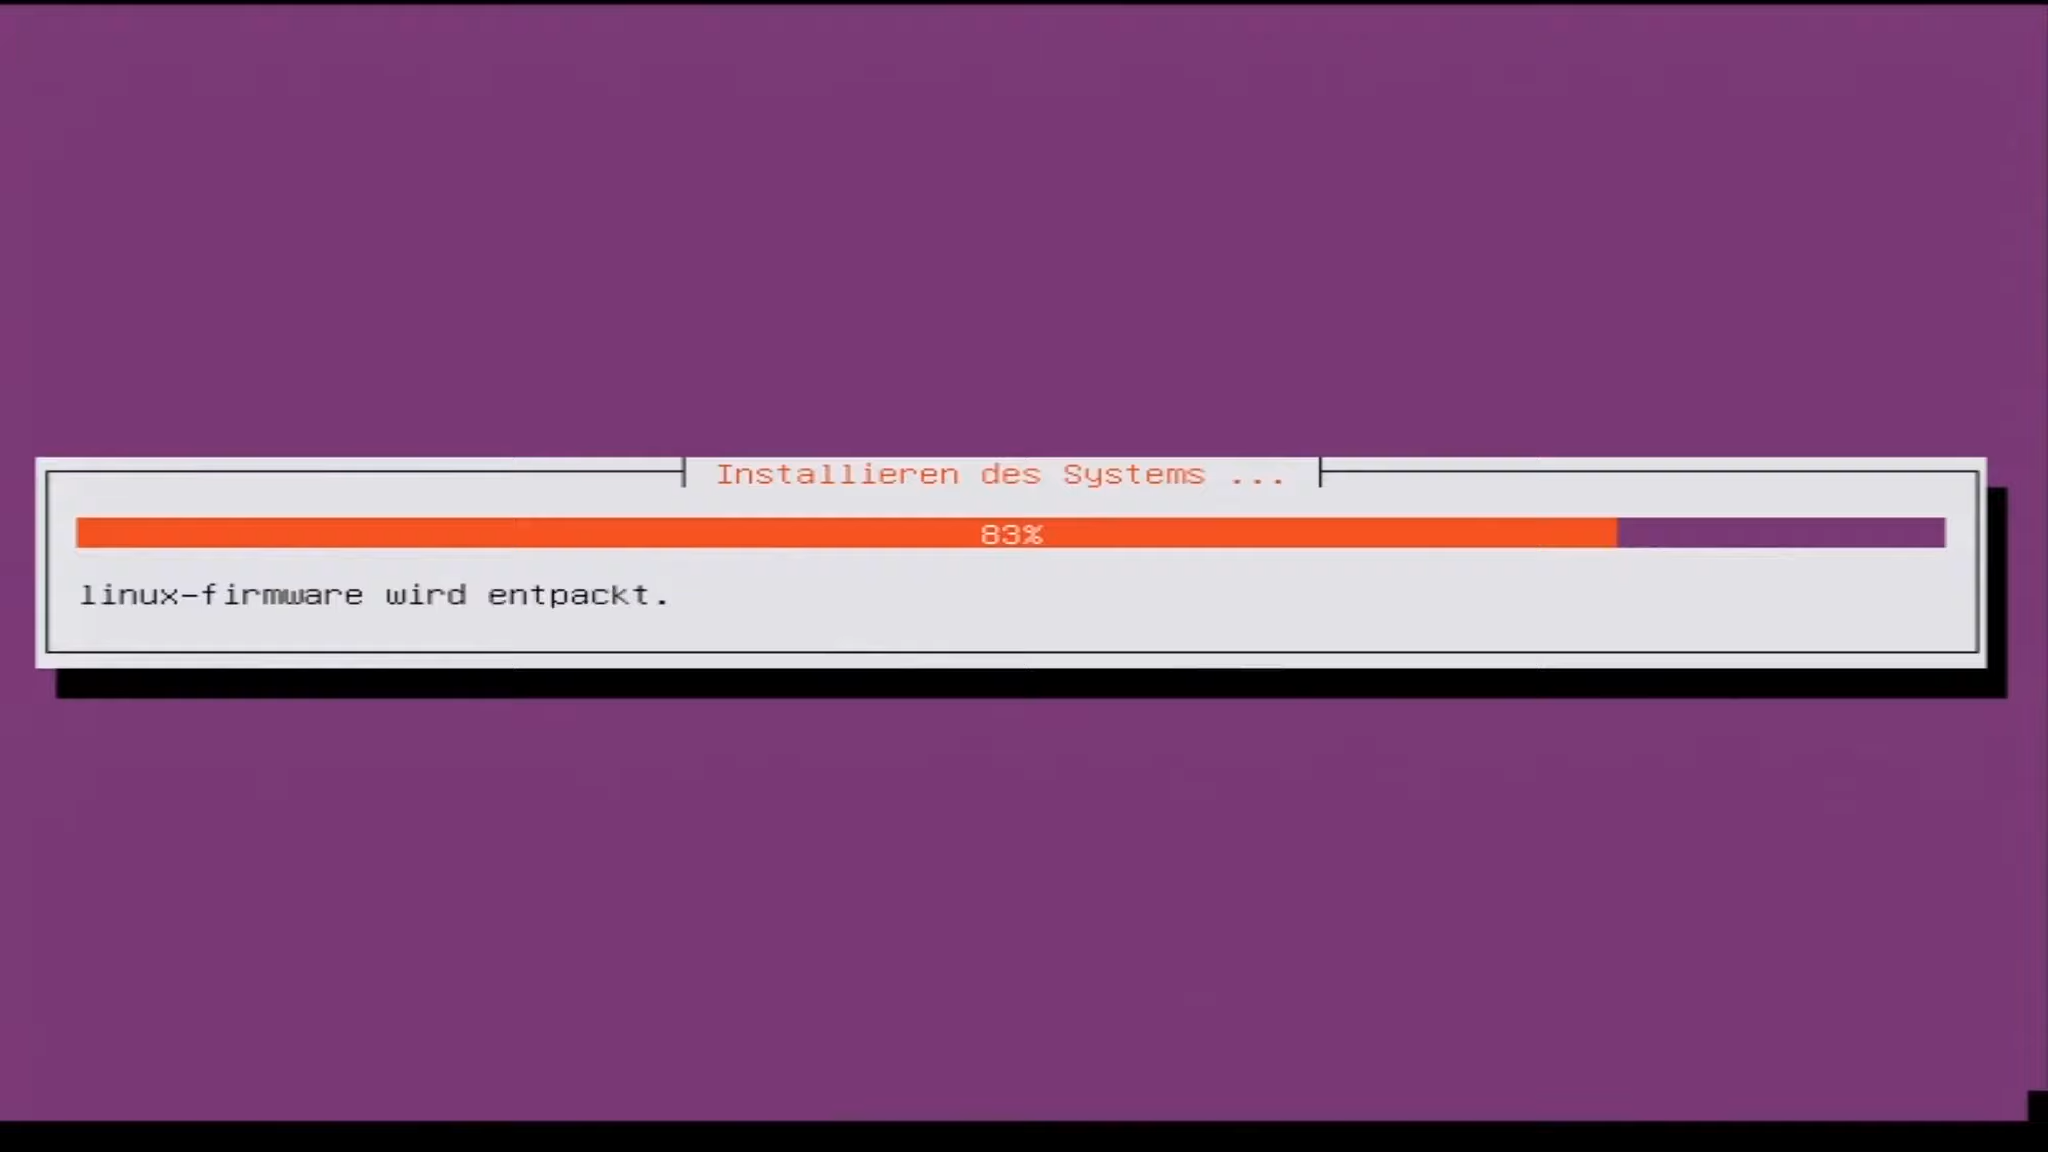 Installieren des Systems ...
83%
linux-firmware wird entpackt.